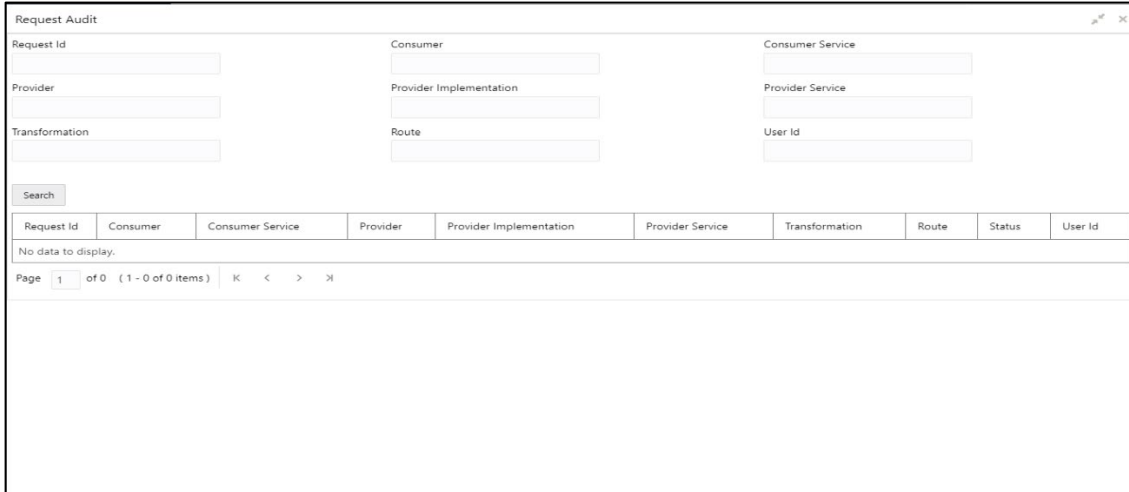 Request Audit
Request Id Consumer Consumer Service
Provider Provider Implementation Provider Service
Transformation Route User Id
Search
Request Id Consumer Consumer Service Provider Provider Implementation Provider Service Transformation Route Status User Id
No data to display.
Page 1 of 0 ( 1 - 0 of 0 items )